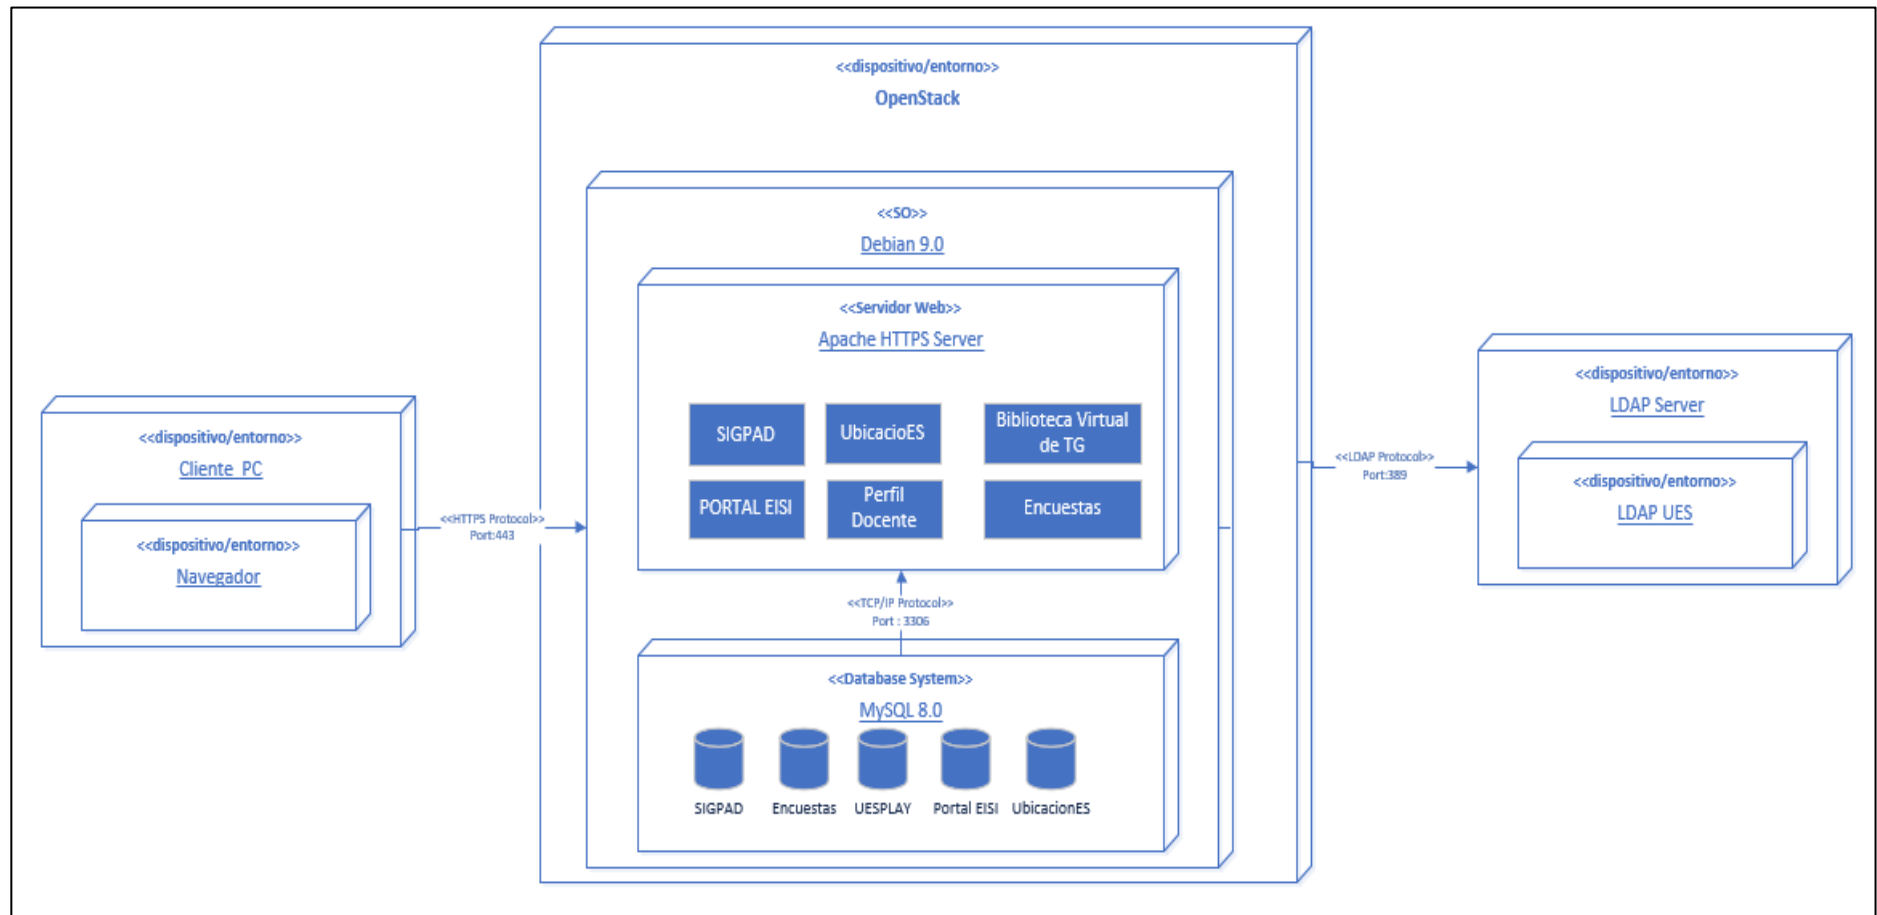 <<dispositivo/entorno>>
OpenStack
<<SO>>
Debian 9.0
<<Servidor Web>>
Apache HTTPS Server
SIGPAD
UbicacioES
Biblioteca Virtual
de TG
PORTAL EISI
Perfil
Docente
Encuestas
<<TCP/IP Protocol>>
Port : 3306
<<Database System>>
MySQL 8.0
SIGPAD
Encuestas
UESPLAY
Portal EISI
UbicacionES
<<dispositivo/entorno>>
Cliente PC
<<dispositivo/entorno>>
Navegador
<<HTTPS Protocol>>
Port:443
<<LDAP Protocol>>
Port:389
<<dispositivo/entorno>>
LDAP Server
<<dispositivo/entorno>>
LDAP UES